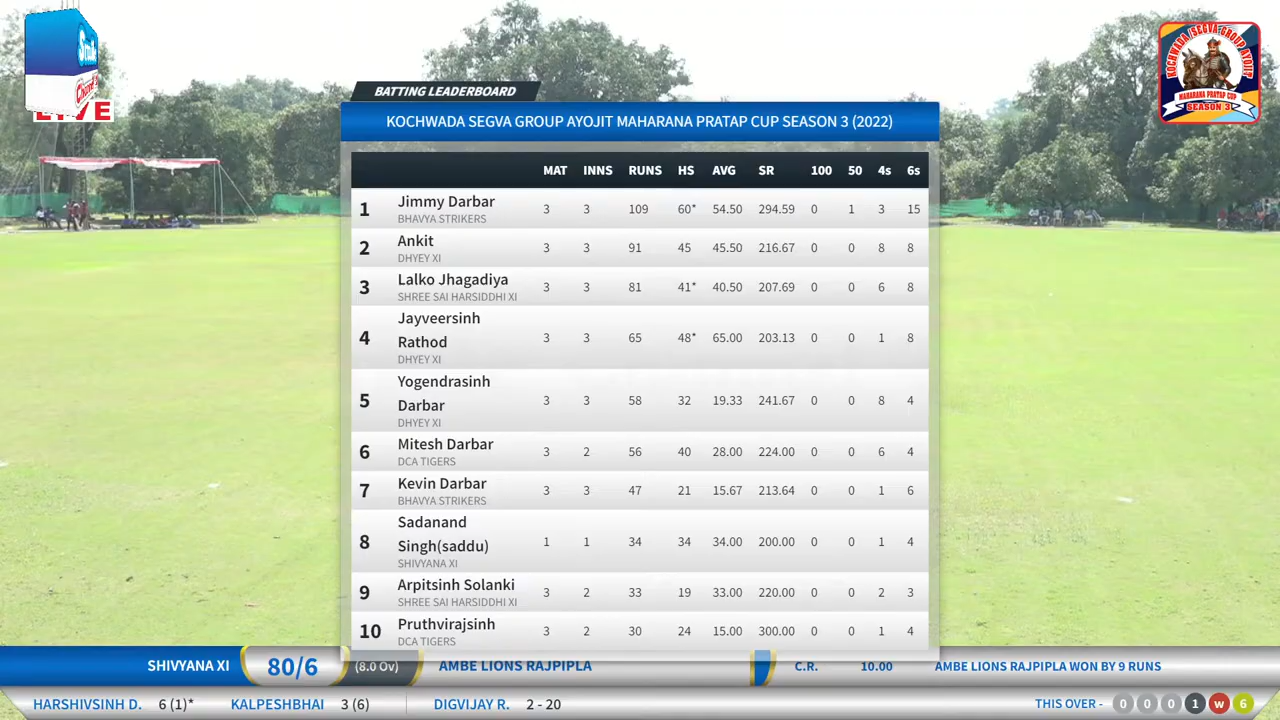 Smile
LIVE
KOCHWADA /SEGVA GROUP AYOJIT
MAHARANA PRATAP CUP
SEASON 3
BATTING LEADERBOARD
KOCHWADA SEGVA GROUP AYOJIT MAHARANA PRATAP CUP SEASON 3 (2022)
MAT INNS RUNS HS AVG SR 100 50 4s 6s
1 Jimmy Darbar 3 3 109 60* 54.50 294.59 0 1 3 15
BHAVYA STRIKERS
2 Ankit 3 3 91 45 45.50 216.67 0 0 8 8
DHYEY XI
3 Lalko Jhagadiya 3 3 81 41* 40.50 207.69 0 0 6 8
SHREE SAI HARSIDDHI XI
4 Jayveersinh Rathod 3 3 65 48* 65.00 203.13 0 0 1 8
DHYEY XI
5 Yogendrasinh Darbar 3 3 58 32 19.33 241.67 0 0 8 4
DHYEY XI
6 Mitesh Darbar 3 2 56 40 28.00 224.00 0 0 6 4
DCA TIGERS
7 Kevin Darbar 3 3 47 21 15.67 213.64 0 0 1 6
BHAVYA STRIKERS
8 Sadanand Singh(saddu) 1 1 34 34 34.00 200.00 0 0 1 4
SHIVYANA XI
9 Arpitsinh Solanki 3 2 33 19 33.00 220.00 0 0 2 3
SHREE SAI HARSIDDHI XI
10 Pruthvirajsinh 3 2 30 24 15.00 300.00 0 0 1 4
DCA TIGERS
SHIVYANA XI 80/6 (8.0 Ov) AMBE LIONS RAJPIPLA C.R. 10.00 AMBE LIONS RAJPIPLA WON BY 9 RUNS
HARSHIVSINH D. 6 (1)* KALPESHBHAI 3 (6) DIGVIJAY R. 2 - 20 THIS OVER - 0 0 0 1 w 6